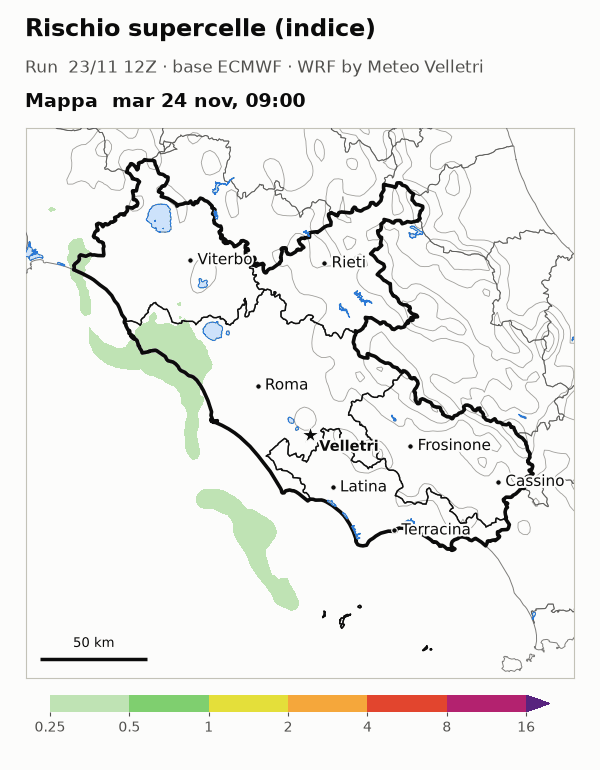 Rischio supercelle (indice)
Run  23/11 12Z · base ECMWF · WRF by Meteo Velletri
Mappa  mar 24 nov, 09:00
Viterbo
Rieti
Roma
Velletri
Frosinone
Cassino
Latina
Terracina
50 km
0.25 0.5 1 2 4 8 16